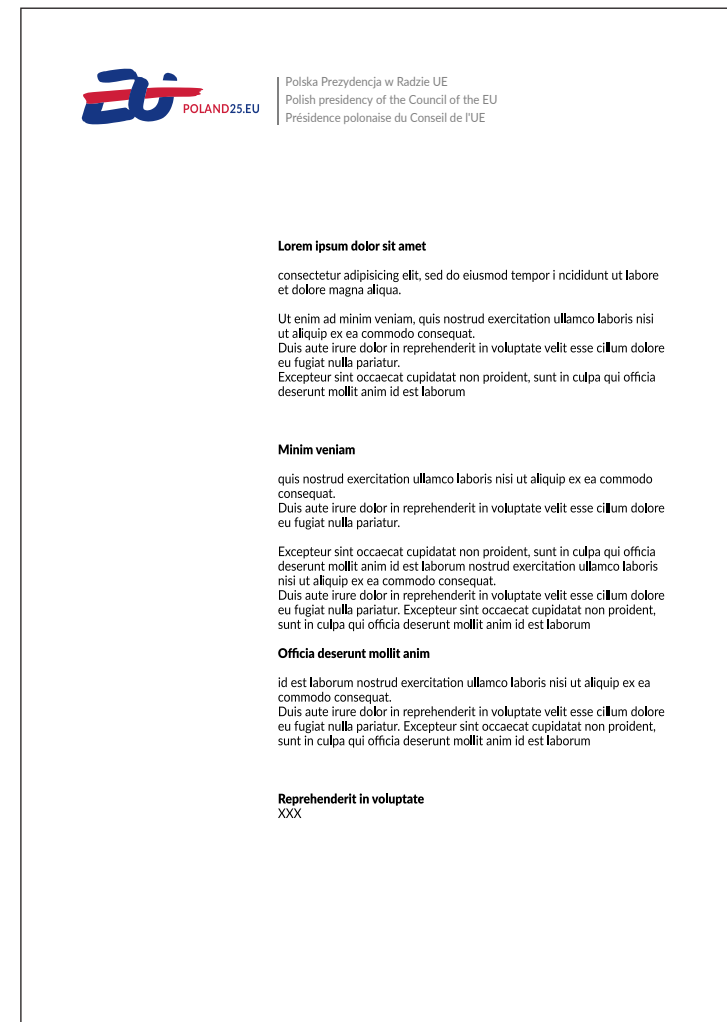 EU
POLAND25.EU
Polska Prezydencja w Radzie UE
Polish presidency of the Council of the EU
Présidence polonaise du Conseil de l'UE
Lorem ipsum dolor sit amet
consectetur adipisicing elit, sed do eiusmod tempor i ncididunt ut labore
et dolore magna aliqua.
Ut enim ad minim veniam, quis nostrud exercitation ullamco laboris nisi
ut aliquip ex ea commodo consequat.
Duis aute irure dolor in reprehenderit in voluptate velit esse cillum dolore
eu fugiat nulla pariatur.
Excepteur sint occaecat cupidatat non proident, sunt in culpa qui officia
deserunt mollit anim id est laborum
Minim veniam
quis nostrud exercitation ullamco laboris nisi ut aliquip ex ea commodo
consequat.
Duis aute irure dolor in reprehenderit in voluptate velit esse cillum dolore
eu fugiat nulla pariatur.
Excepteur sint occaecat cupidatat non proident, sunt in culpa qui officia
deserunt mollit anim id est laborum nostrud exercitation ullamco laboris
nisi ut aliquip ex ea commodo consequat.
Duis aute irure dolor in reprehenderit in voluptate velit esse cillum dolore
eu fugiat nulla pariatur. Excepteur sint occaecat cupidatat non proident,
sunt in culpa qui officia deserunt mollit anim id est laborum
Officia deserunt mollit anim
id est laborum nostrud exercitation ullamco laboris nisi ut aliquip ex ea
commodo consequat.
Duis aute irure dolor in reprehenderit in voluptate velit esse cillum dolore
eu fugiat nulla pariatur. Excepteur sint occaecat cupidatat non proident,
sunt in culpa qui officia deserunt mollit anim id est laborum
Reprehenderit in voluptate
XXX